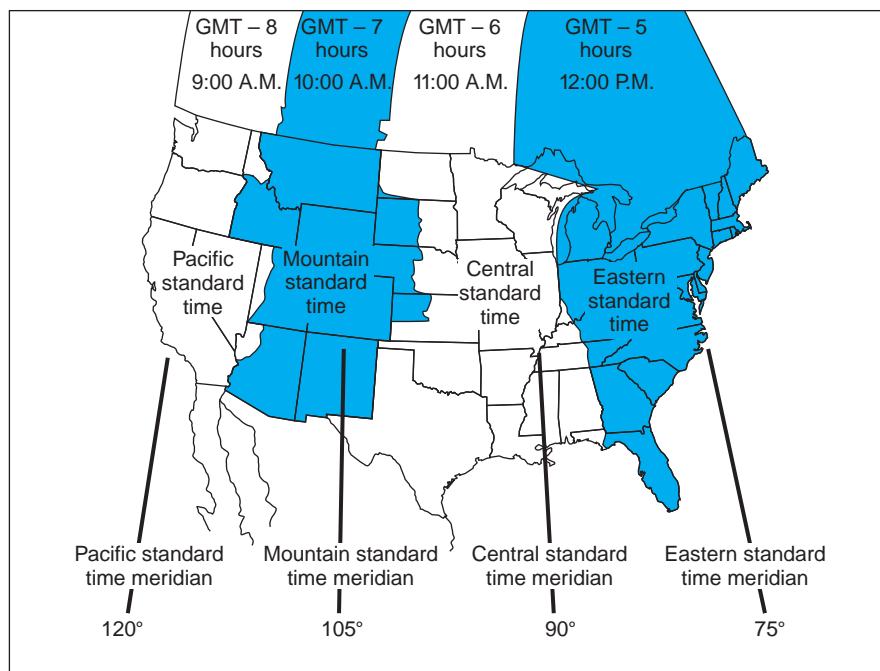 GMT – 8
hours
9:00 A.M.
GMT – 7
hours
10:00 A.M.
GMT – 6
hours
11:00 A.M.
GMT – 5
hours
12:00 P.M.
Pacific
standard
time
Mountain
standard
time
Central
standard
time
Eastern
standard
time
Pacific standard
time meridian
120°
Mountain standard
time meridian
105°
Central standard
time meridian
90°
Eastern standard
time meridian
75°